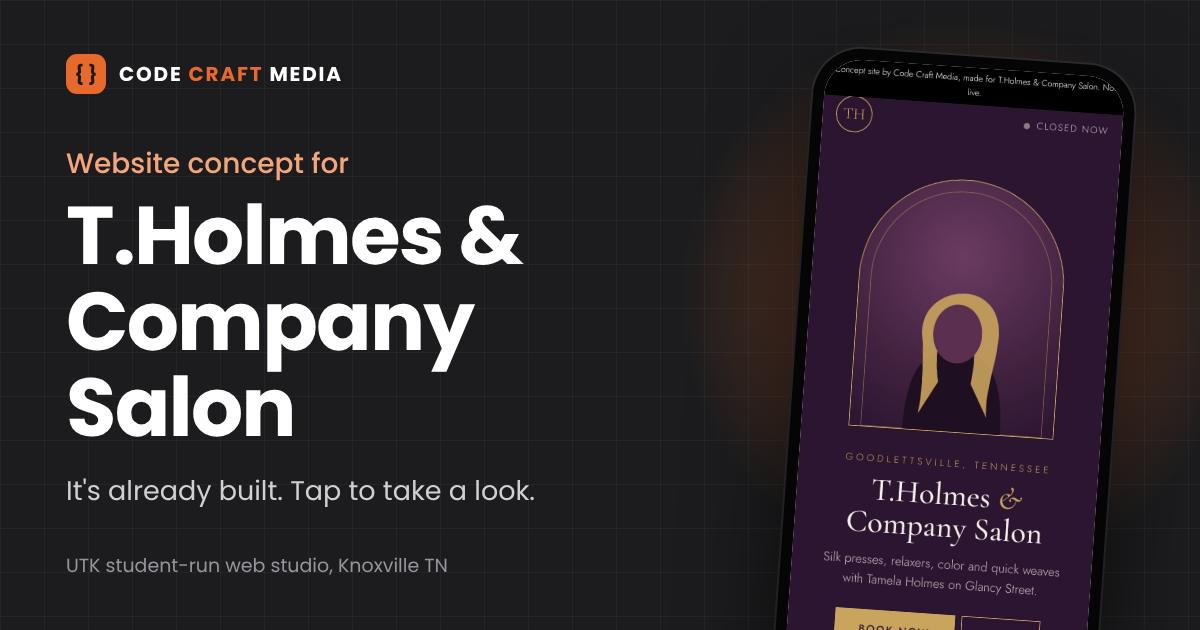 { }
CODE CRAFT MEDIA
Website concept for
T.Holmes &
Company
Salon
It's already built. Tap to take a look.
UTK student-run web studio, Knoxville TN
Concept site by Code Craft Media, made for T.Holmes & Company Salon. No
live.
TH
CLOSED NOW
GOODLETTSVILLE, TENNESSEE
T.Holmes &
Company Salon
Silk presses, relaxers, color and quick weaves
with Tamela Holmes on Glancy Street.
BOOK NOW